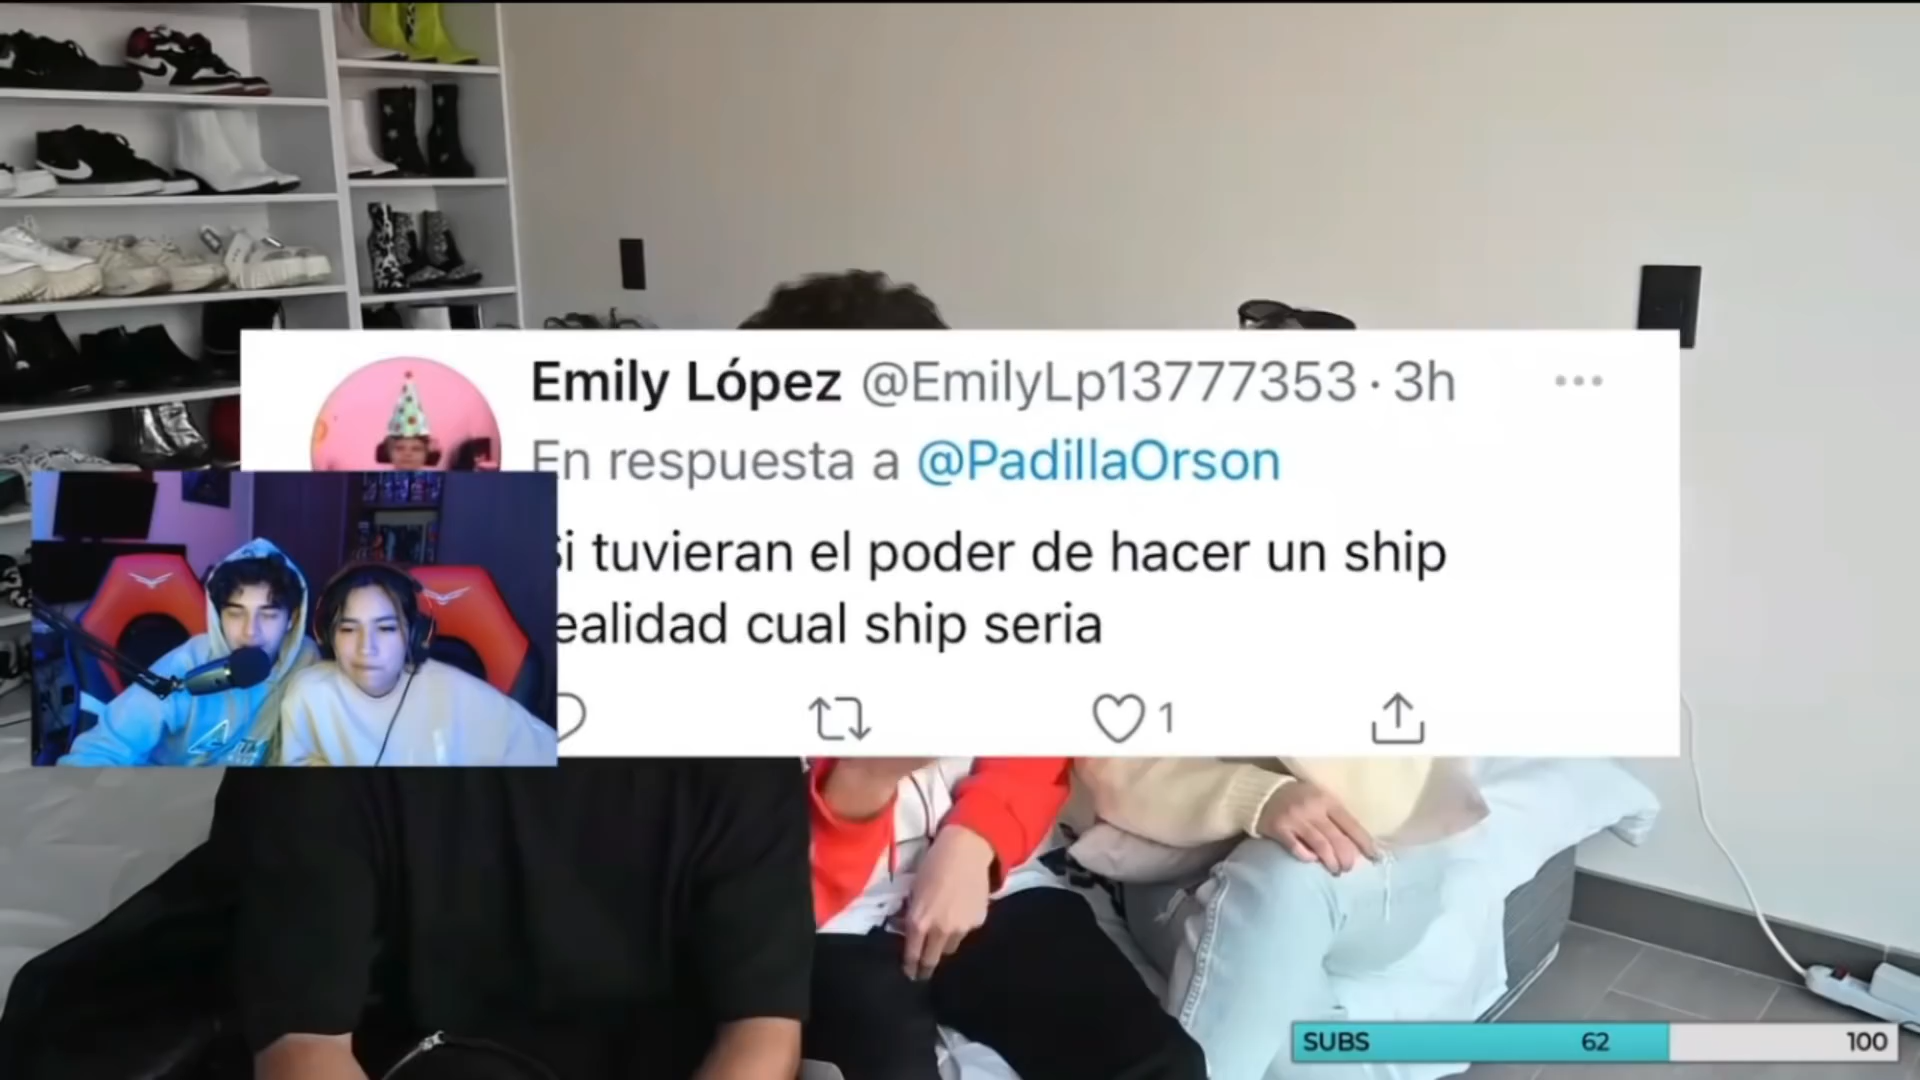 Emily López @EmilyLp13777353 · 3h
En respuesta a @PadillaOrson
tuvieran el poder de hacer un ship
cual ship seria
1
SUBS 62 100